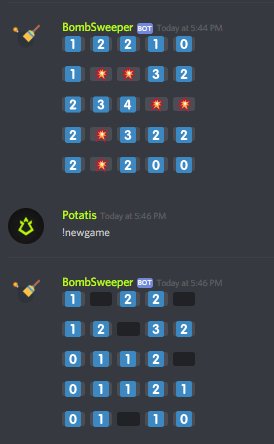 BombSweeper BOT Today at 5:44 PM
1 2 2 1 0
1 💥 💥 3 2
2 3 4 💥 💥
2 💥 3 2 2
2 💥 2 0 0
Potatis Today at 5:46 PM
!newgame
BombSweeper BOT Today at 5:46 PM
1 2 2
1 2 3 2
0 1 1 2
0 1 1 2 1
0 1 1 0